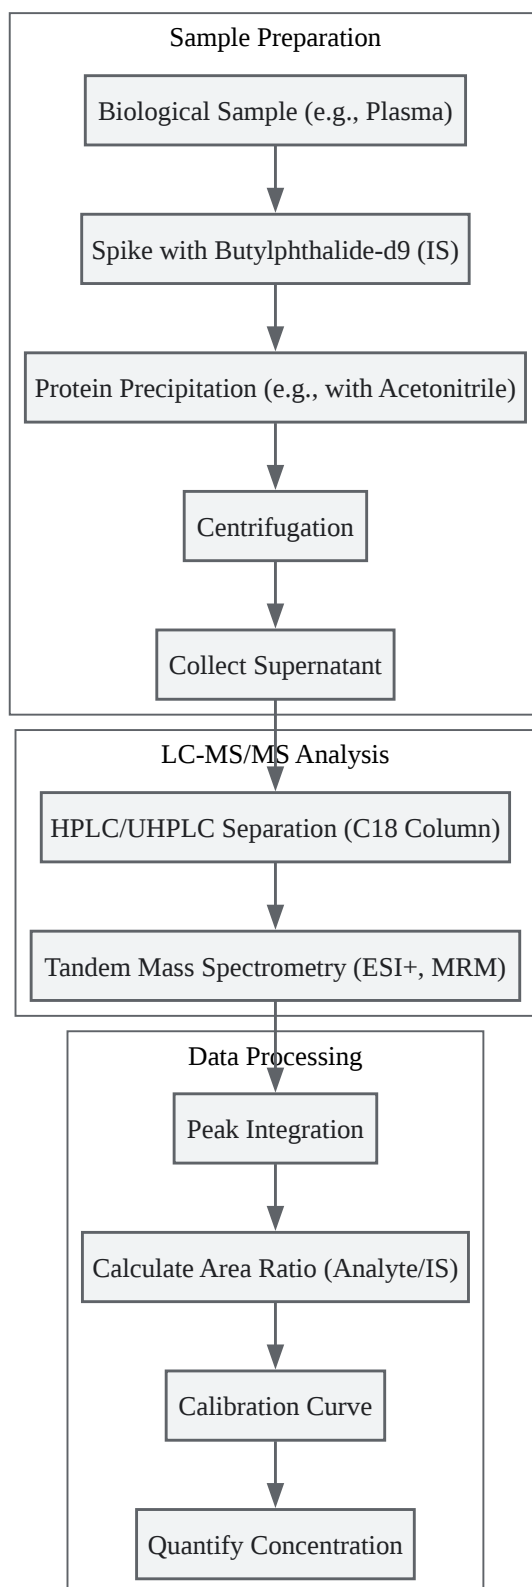 Sample Preparation
Biological Sample (e.g., Plasma)
Spike with Butylphthalide-d9 (IS)
Protein Precipitation (e.g., with Acetonitrile)
Centrifugation
Collect Supernatant
LC-MS/MS Analysis
HPLC/UHPLC Separation (C18 Column)
Tandem Mass Spectrometry (ESI+, MRM)
Data Processing
Peak Integration
Calculate Area Ratio (Analyte/IS)
Calibration Curve
Quantify Concentration